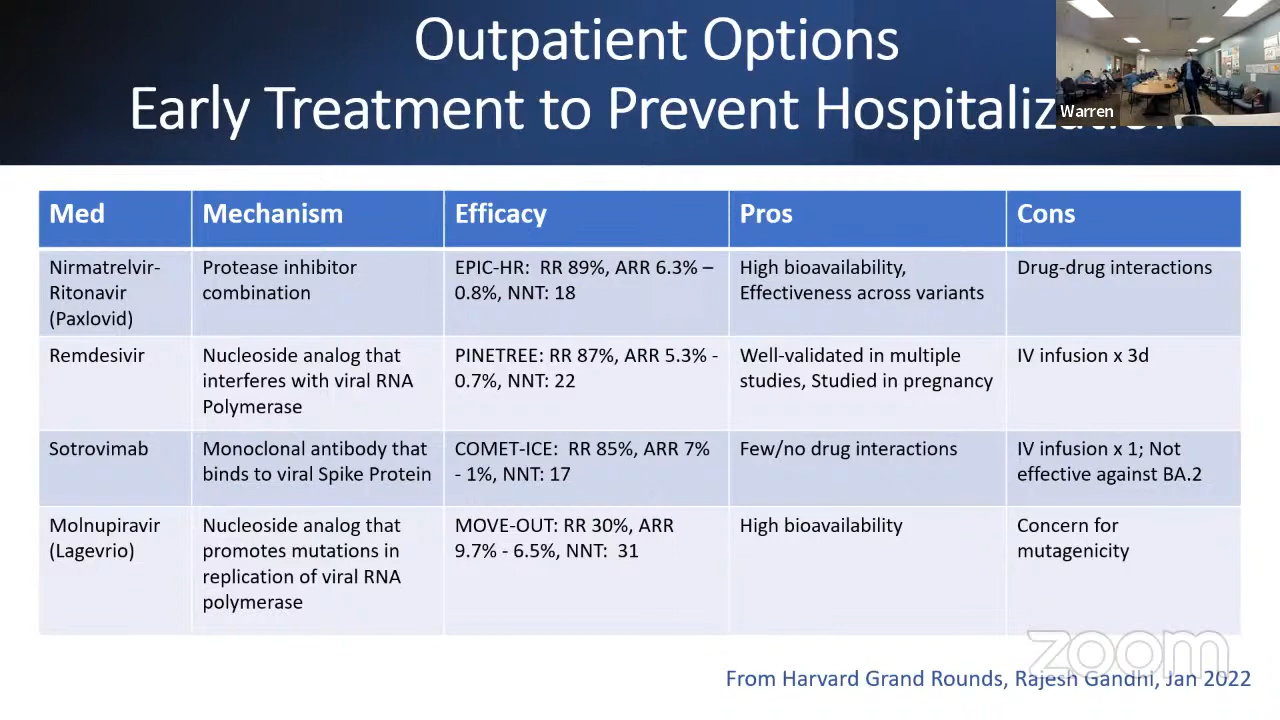 Outpatient Options
Early Treatment to Prevent Hospitalization
Warren
Med
Mechanism
Efficacy
Pros
Cons
Nirmatrelvir-
Ritonavir
(Paxlovid)
Protease inhibitor
combination
EPIC-HR:  RR 89%, ARR 6.3% –
0.8%, NNT: 18
High bioavailability,
Effectiveness across variants
Drug-drug interactions
Remdesivir
Nucleoside analog that
interferes with viral RNA
Polymerase
PINETREE: RR 87%, ARR 5.3% -
0.7%, NNT: 22
Well-validated in multiple
studies, Studied in pregnancy
IV infusion x 3d
Sotrovimab
Monoclonal antibody that
binds to viral Spike Protein
COMET-ICE:  RR 85%, ARR 7%
- 1%, NNT: 17
Few/no drug interactions
IV infusion x 1; Not
effective against BA.2
Molnupiravir
(Lagevrio)
Nucleoside analog that
promotes mutations in
replication of viral RNA
polymerase
MOVE-OUT: RR 30%, ARR
9.7% - 6.5%, NNT:  31
High bioavailability
Concern for
mutagenicity
zoom
From Harvard Grand Rounds, Rajesh Gandhi, Jan 2022